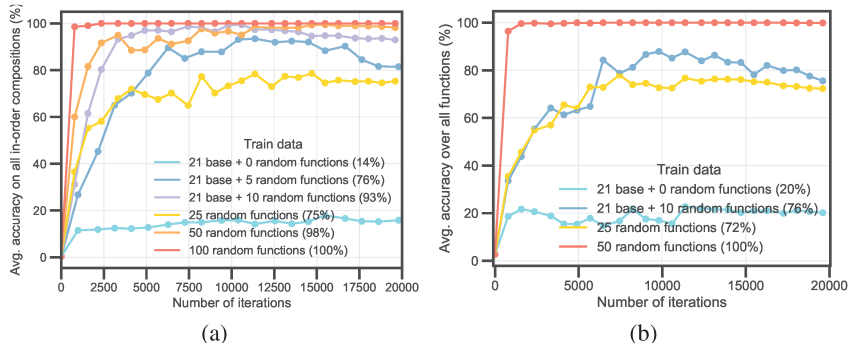 Avg. accuracy on all in-order compositions (%)
100
80
60
40
20
0
Train data
21 base + 0 random functions (14%)
21 base + 5 random functions (76%)
21 base + 10 random functions (93%)
25 random functions (75%)
50 random functions (98%)
100 random functions (100%)
0 2500 5000 7500 10000 12500 15000 17500 20000
Number of iterations
(a)
Avg. accuracy over all functions (%)
100
80
60
40
20
0
Train data
21 base + 0 random functions (20%)
21 base + 10 random functions (76%)
25 random functions (72%)
50 random functions (100%)
0 5000 10000 15000 20000
Number of iterations
(b)